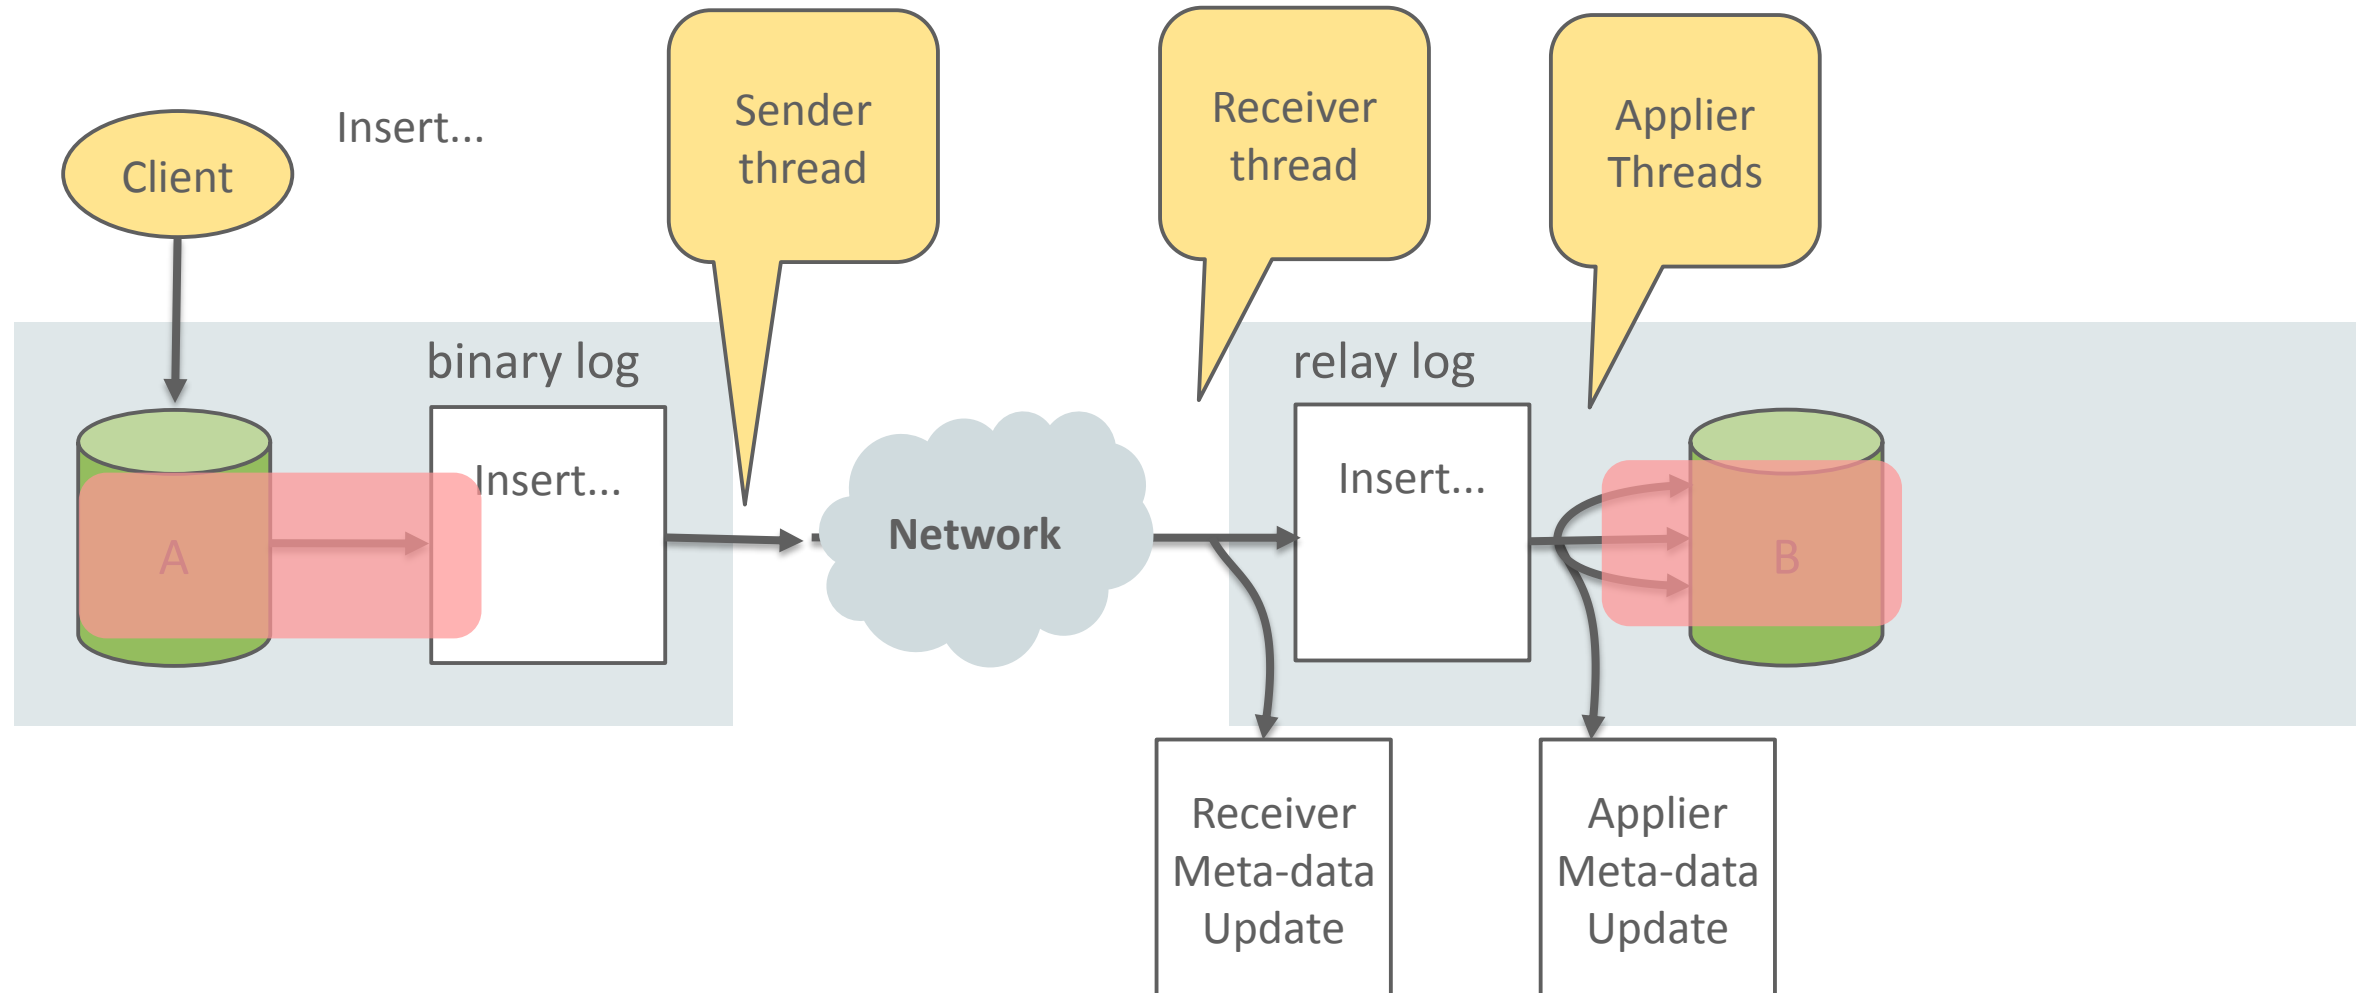 Client
Insert...
Sender
thread
Receiver
thread
Applier
Threads
binary log
relay log
A
Insert...
Network
Insert...
B
Receiver
Meta-data
Update
Applier
Meta-data
Update